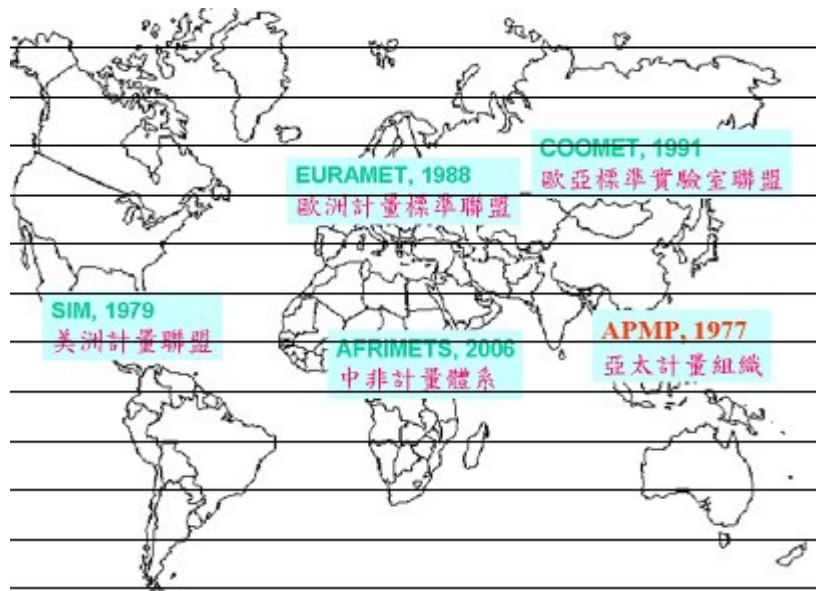 COOMET, 1991
歐亞標準實驗室聯盟
EURAMET, 1988
歐洲計量標準聯盟
SIM, 1979
美洲計量聯盟
AFRIMETS, 2006
中非計量體系
APMP, 1977
亞太計量組織